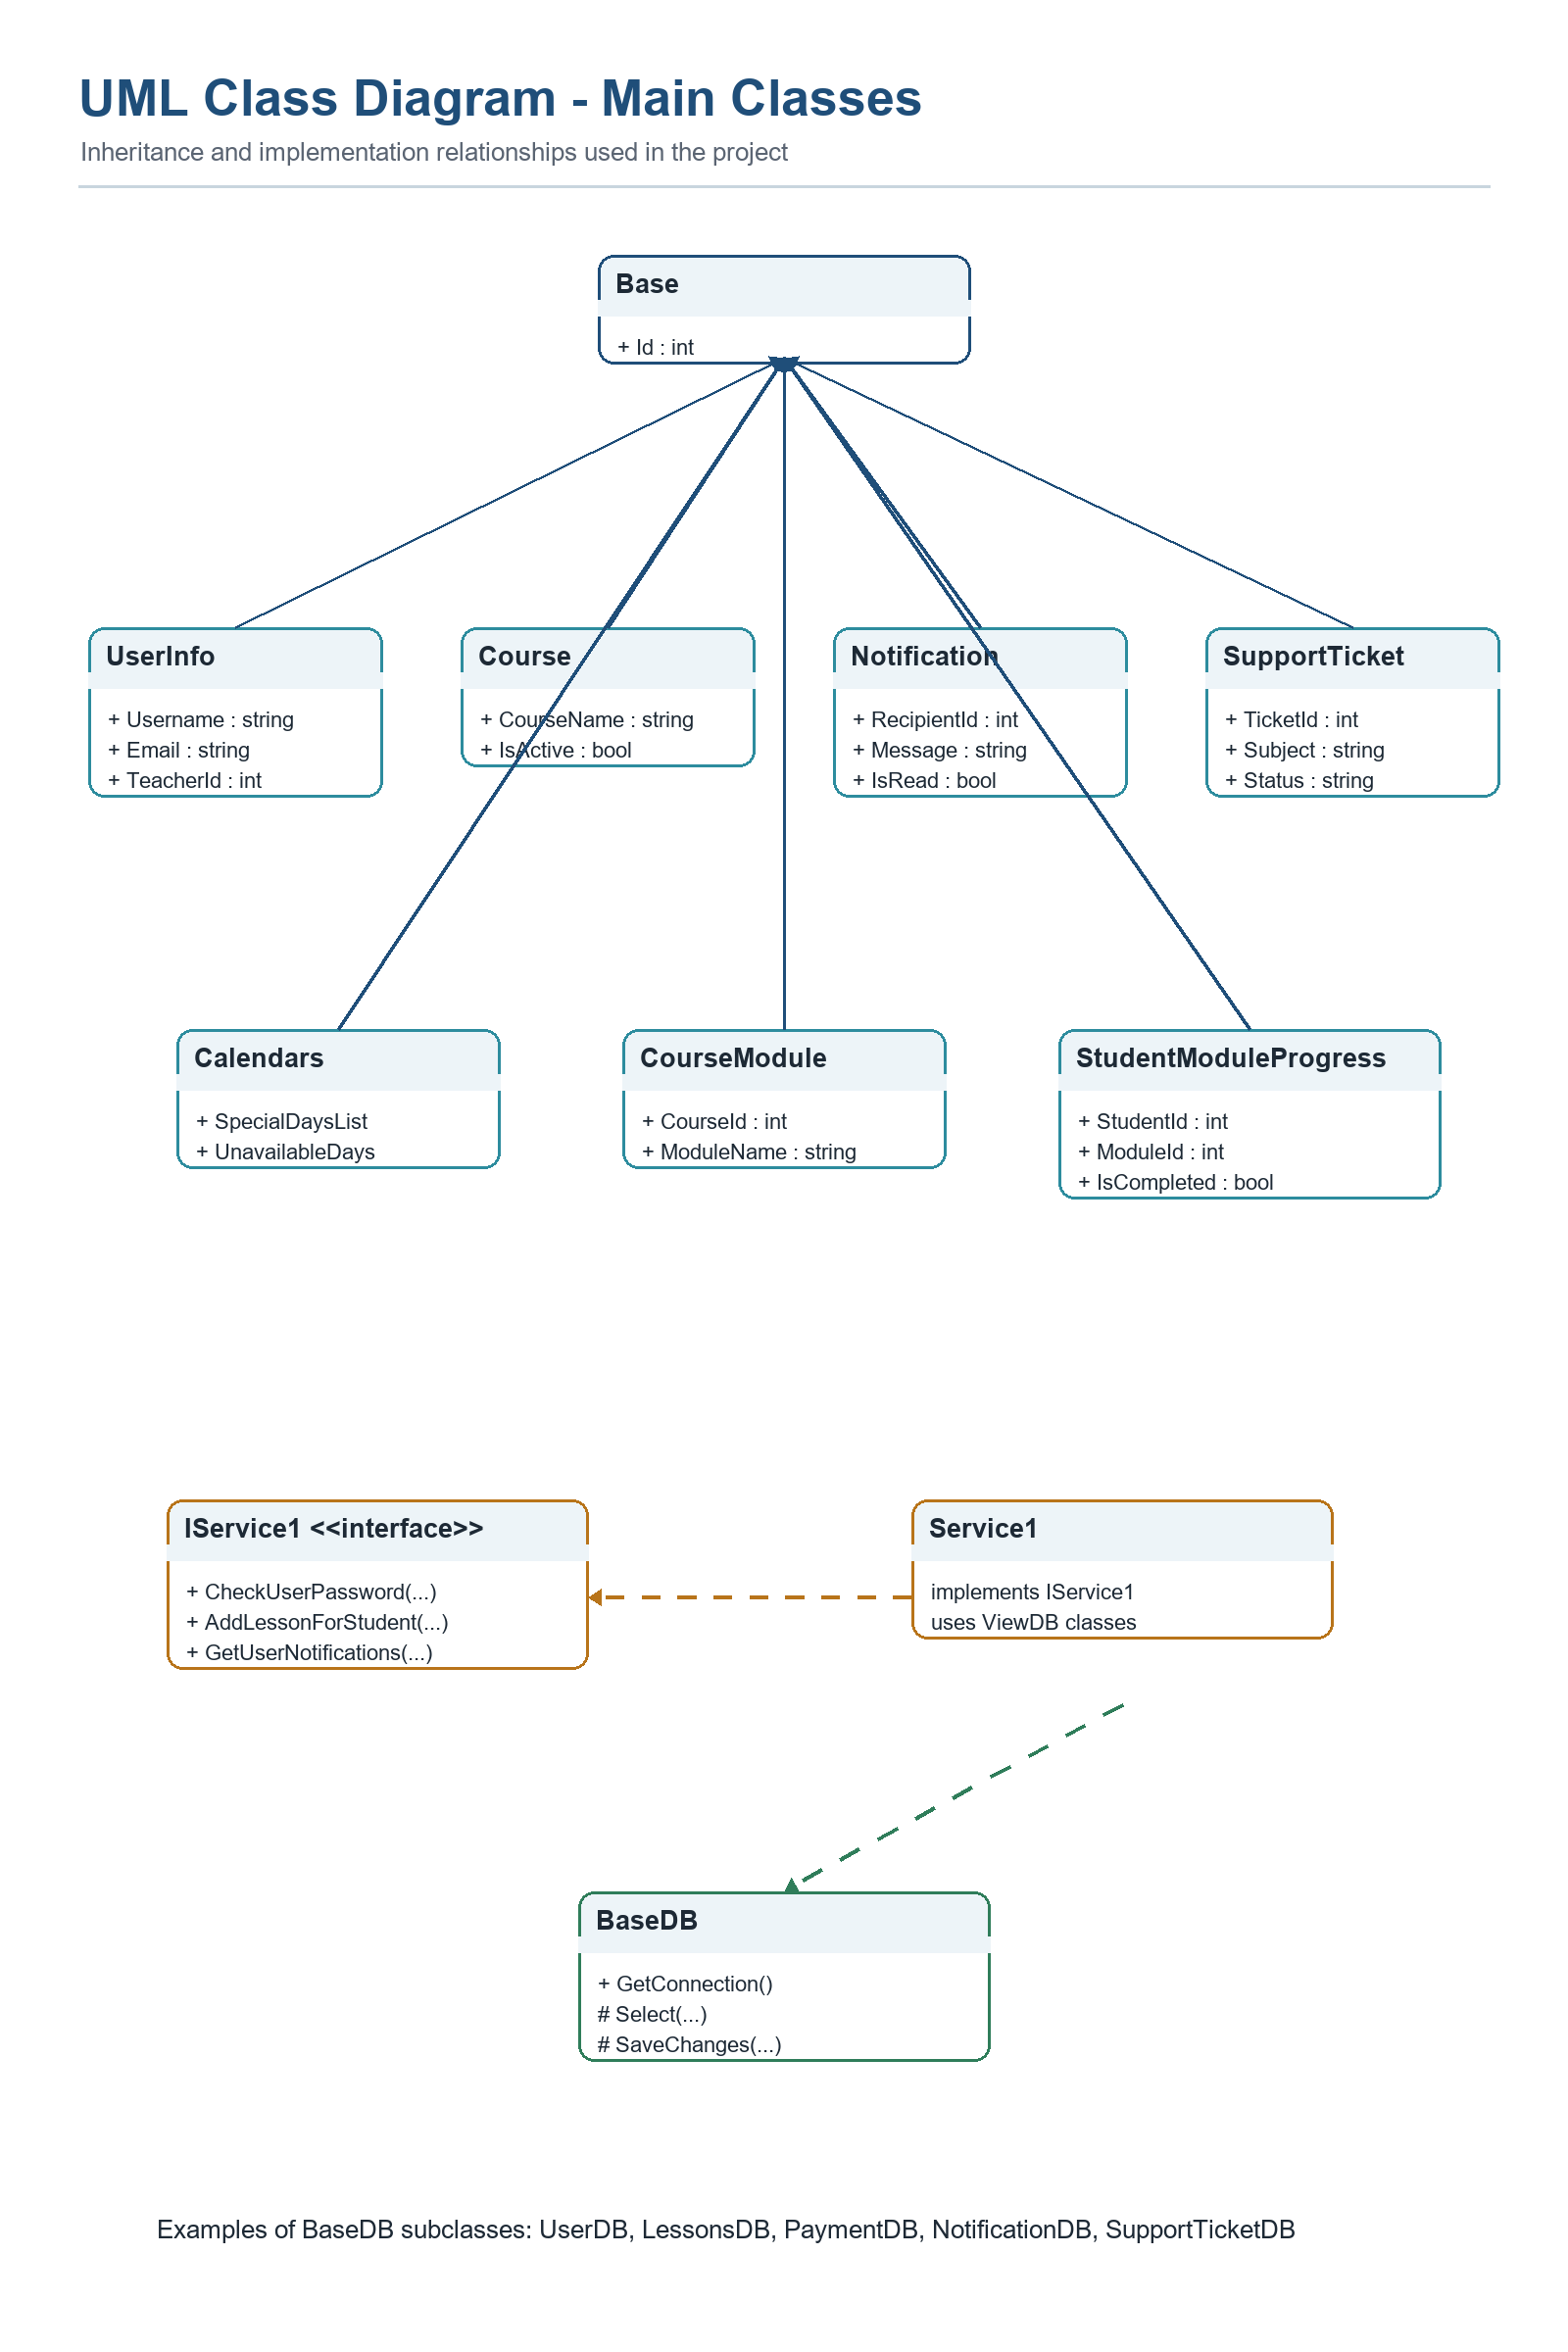 UML Class Diagram - Main Classes
Inheritance and implementation relationships used in the project
Base
+ Id : int
UserInfo
+ Username : string
+ Email : string
+ TeacherId : int
Course
+ CourseName : string
+ IsActive : bool
Notification
+ RecipientId : int
+ Message : string
+ IsRead : bool
SupportTicket
+ TicketId : int
+ Subject : string
+ Status : string
Calendars
+ SpecialDaysList
+ UnavailableDays
CourseModule
+ CourseId : int
+ ModuleName : string
StudentModuleProgress
+ StudentId : int
+ ModuleId : int
+ IsCompleted : bool
IService1 <<interface>>
+ CheckUserPassword(...)
+ AddLessonForStudent(...)
+ GetUserNotifications(...)
Service1
implements IService1
uses ViewDB classes
BaseDB
+ GetConnection()
# Select(...)
# SaveChanges(...)
Examples of BaseDB subclasses: UserDB, LessonsDB, PaymentDB, NotificationDB, SupportTicketDB